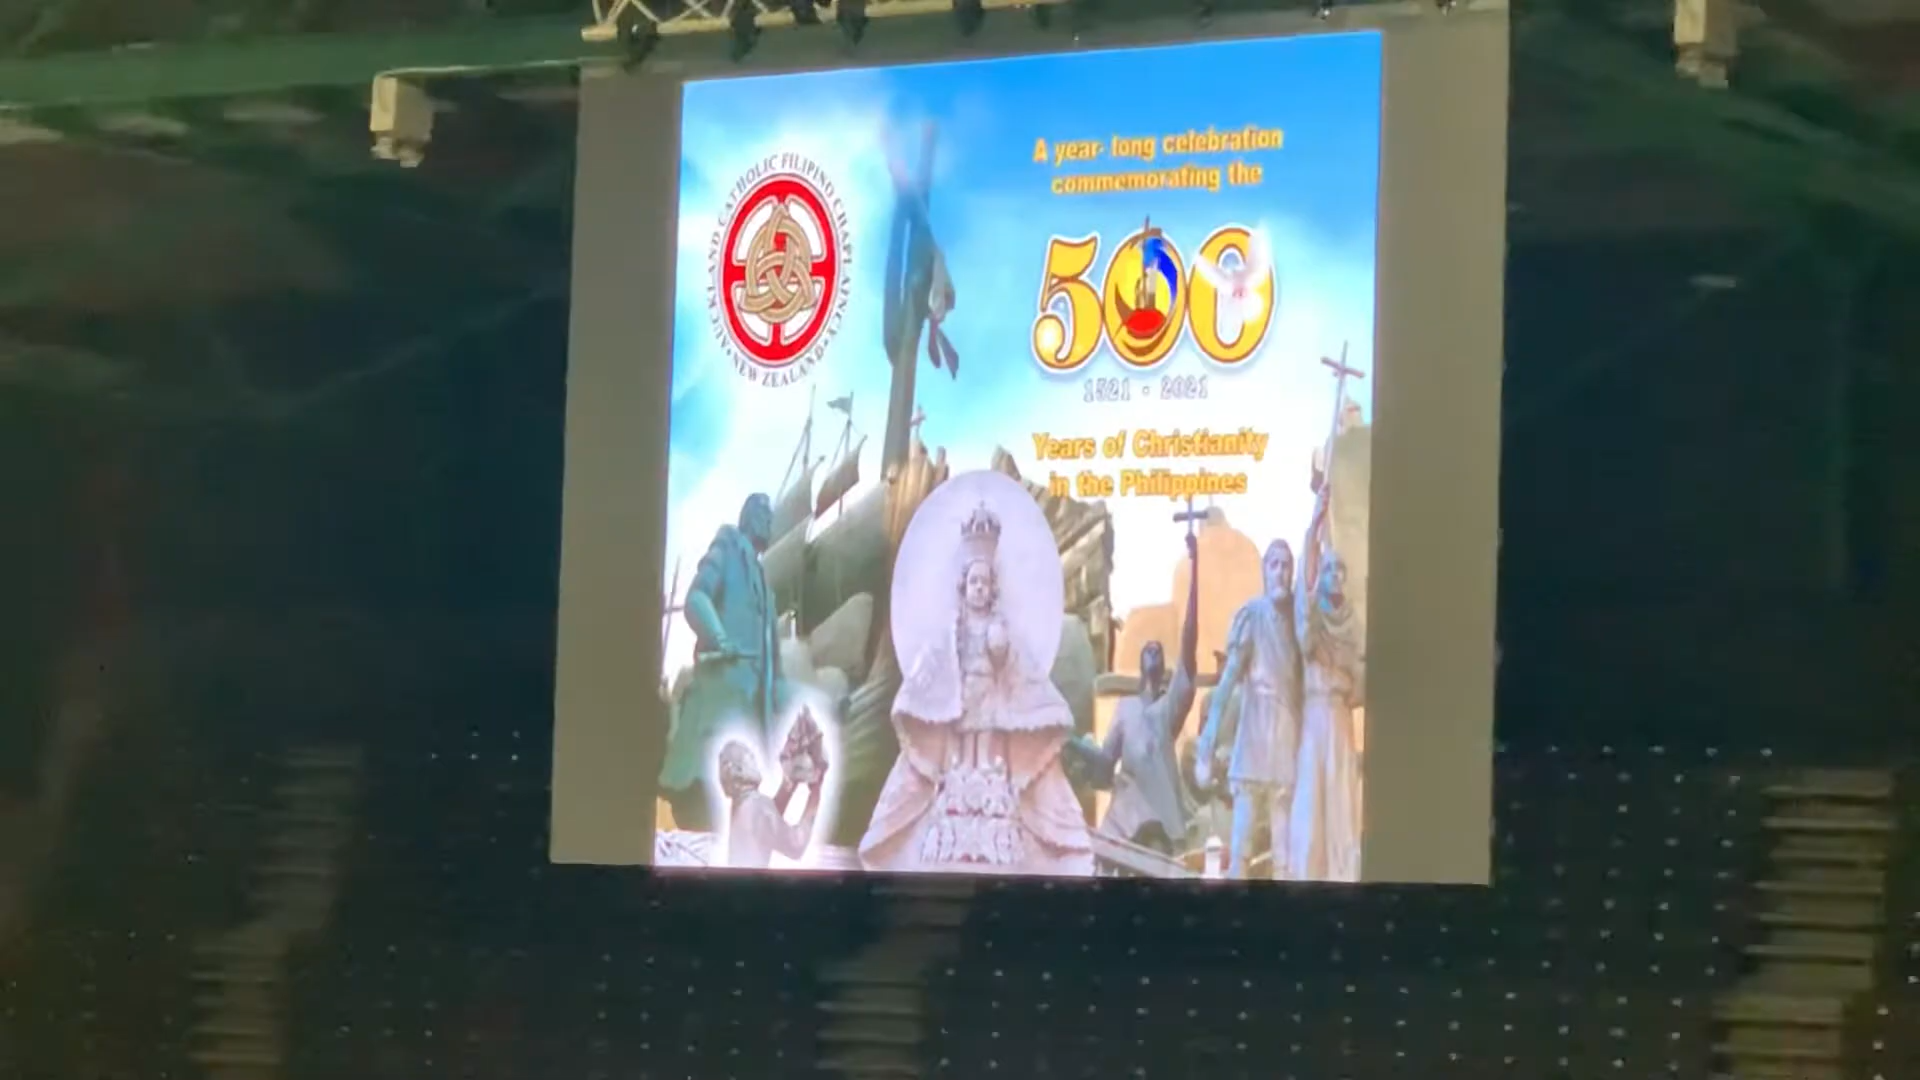 AUCKLAND CATHOLIC FILIPINO CHAPLAINCY
• NEW ZEALAND •
A year- long celebration
commemorating the
500
1521 - 2021
Years of Christianity
in the Philippines